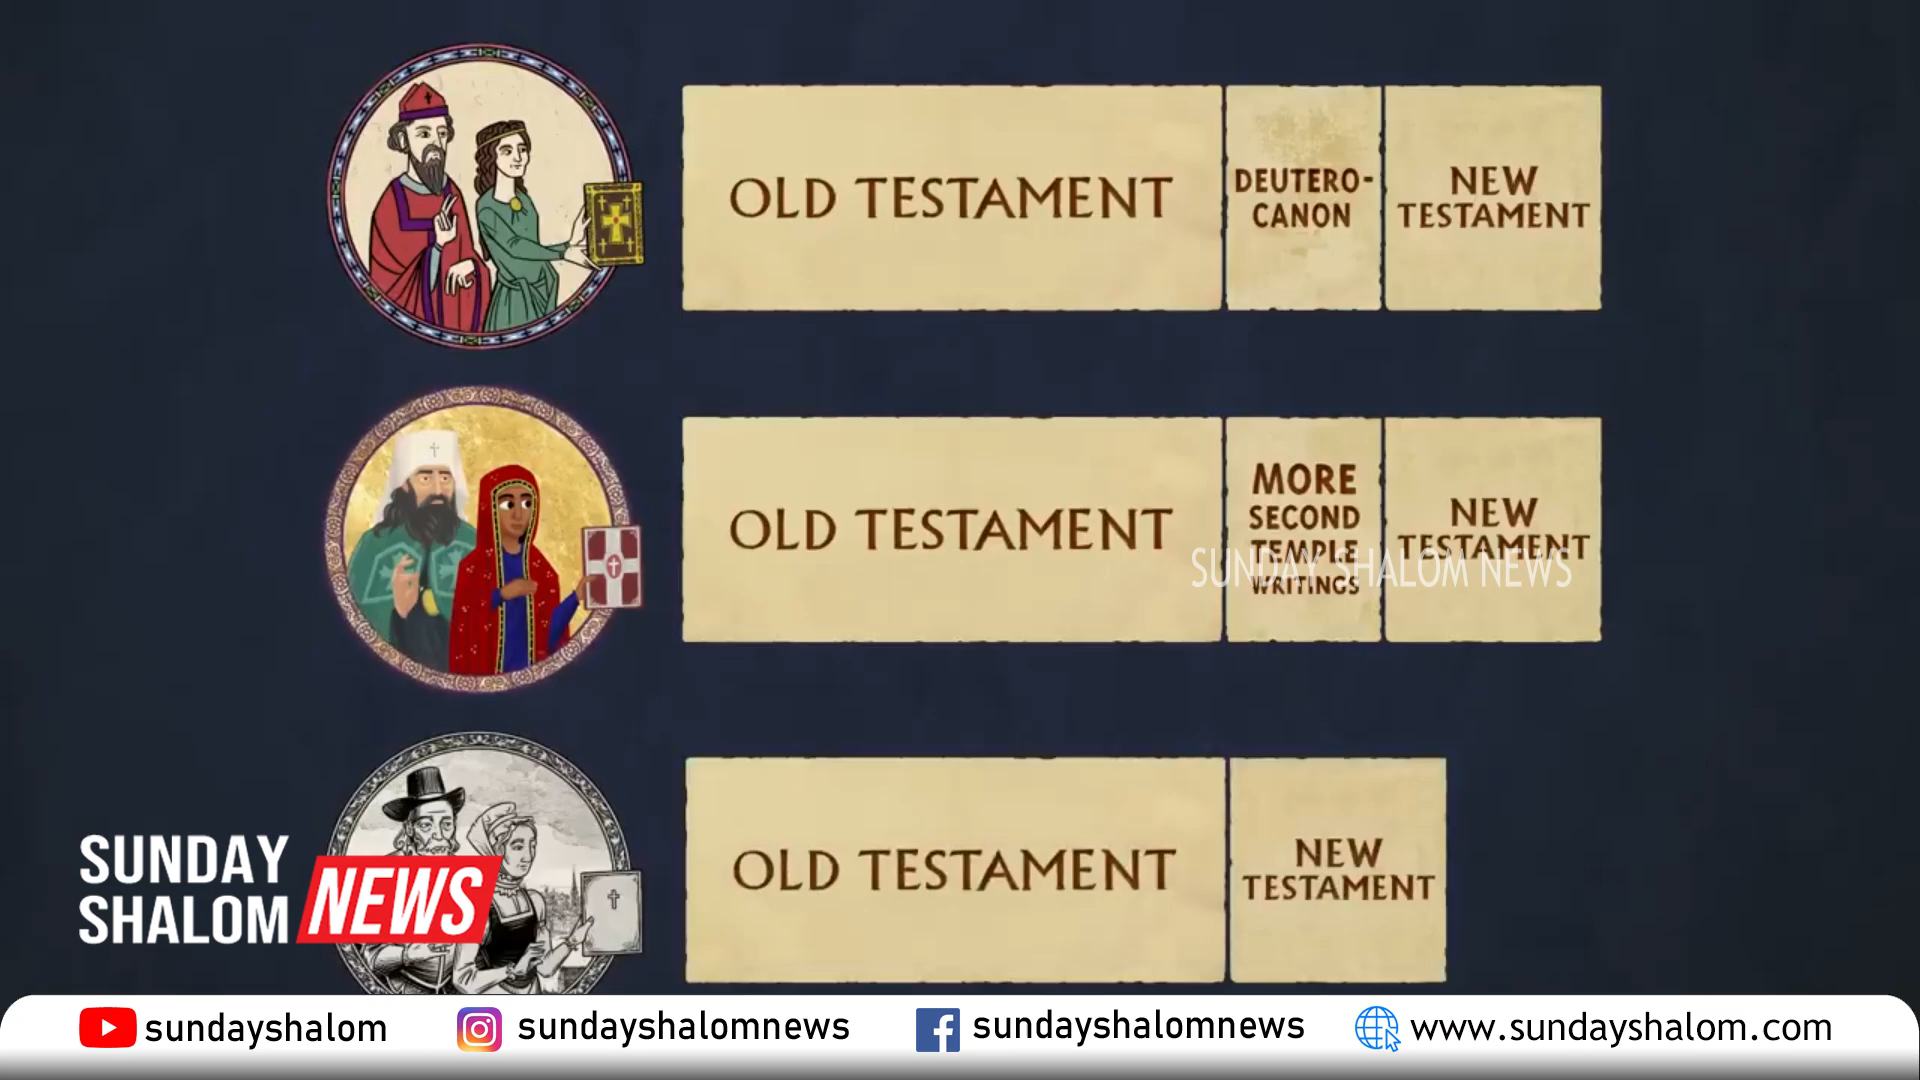 OLD TESTAMENT
DEUTERO-
CANON
NEW
TESTAMENT
OLD TESTAMENT
MORE
SECOND
TEMPLE
WRITINGS
NEW
TESTAMENT
SUNDAY SHALOM NEWS
OLD TESTAMENT
NEW
TESTAMENT
SUNDAY
SHALOM NEWS
sundayshalom
sundayshalomnews
sundayshalomnews
www.sundayshalom.com